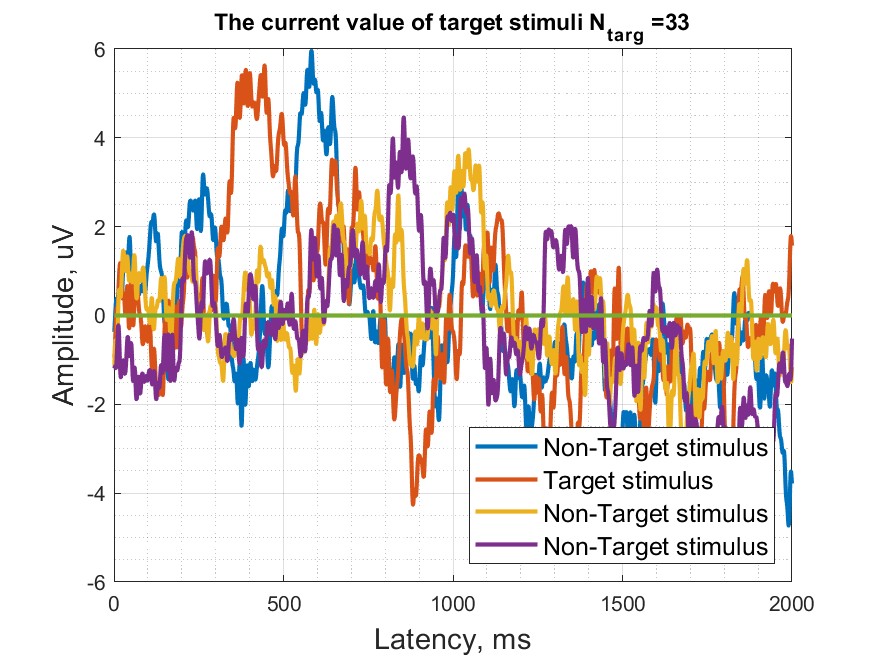 The current value of target stimuli N_targ =33
Amplitude, uV
6
4
2
0
-2
-4
-6
Non-Target stimulus
Target stimulus
Non-Target stimulus
Non-Target stimulus
0 500 1000 1500 2000
Latency, ms